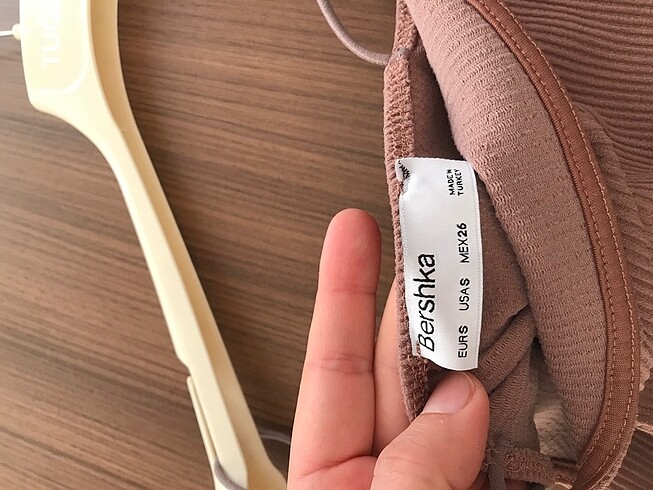 Bershka
EUR S USA S MEX 26
MADE IN
TURKEY